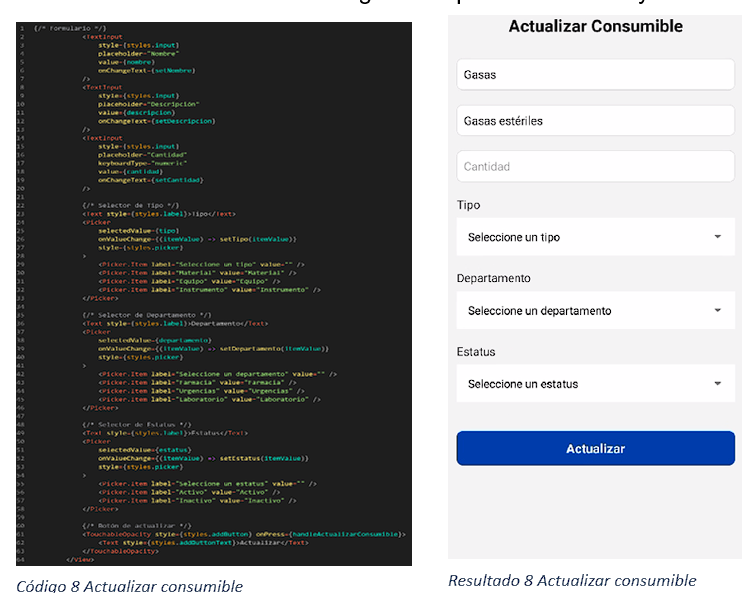 1 {/* Formulario */}
2 <TextInput
3 style={styles.input}
4 placeholder="Nombre"
5 value={nombre}
6 onChangeText={setNombre}
7 />
8 <TextInput
9 style={styles.input}
10 placeholder="Descripción"
11 value={descripcion}
12 onChangeText={setDescripcion}
13 />
14 <TextInput
15 style={styles.input}
16 placeholder="Cantidad"
17 keyboardType="numeric"
18 value={cantidad}
19 onChangeText={setCantidad}
20 />
21
22 {/* Selector de Tipo */}
23 <Text style={styles.label}>Tipo</Text>
24 <Picker
25 selectedValue={tipo}
26 onValueChange={(itemValue) => setTipo(itemValue)}
27 style={styles.picker}
28 >
29 <Picker.Item label="Seleccione un tipo" value="" />
30 <Picker.Item label="Material" value="Material" />
31 <Picker.Item label="Equipo" value="Equipo" />
32 <Picker.Item label="Instrumento" value="Instrumento" />
33 </Picker>
34
35 {/* Selector de Departamento */}
36 <Text style={styles.label}>Departamento</Text>
37 <Picker
38 selectedValue={departamento}
39 onValueChange={(itemValue) => setDepartamento(itemValue)}
40 style={styles.picker}
41 >
42 <Picker.Item label="Seleccione un departamento" value="" />
43 <Picker.Item label="Farmacia" value="Farmacia" />
44 <Picker.Item label="Urgencias" value="Urgencias" />
45 <Picker.Item label="Laboratorio" value="Laboratorio" />
46 </Picker>
47
48 {/* Selector de Estatus */}
49 <Text style={styles.label}>Estatus</Text>
50 <Picker
51 selectedValue={estatus}
52 onValueChange={(itemValue) => setEstatus(itemValue)}
53 style={styles.picker}
54 >
55 <Picker.Item label="Seleccione un estatus" value="" />
56 <Picker.Item label="Activo" value="Activo" />
57 <Picker.Item label="Inactivo" value="Inactivo" />
58 </Picker>
59
60 {/* Botón de actualizar */}
61 <TouchableOpacity style={styles.addButton} onPress={handleActualizarConsumible}>
62 <Text style={styles.addButtonText}>Actualizar</Text>
63 </TouchableOpacity>
64 </View>
Código 8 Actualizar consumible
Actualizar Consumible
Gasas
Gasas estériles
Cantidad
Tipo
Seleccione un tipo
Departamento
Seleccione un departamento
Estatus
Seleccione un estatus
Actualizar
Resultado 8 Actualizar consumible